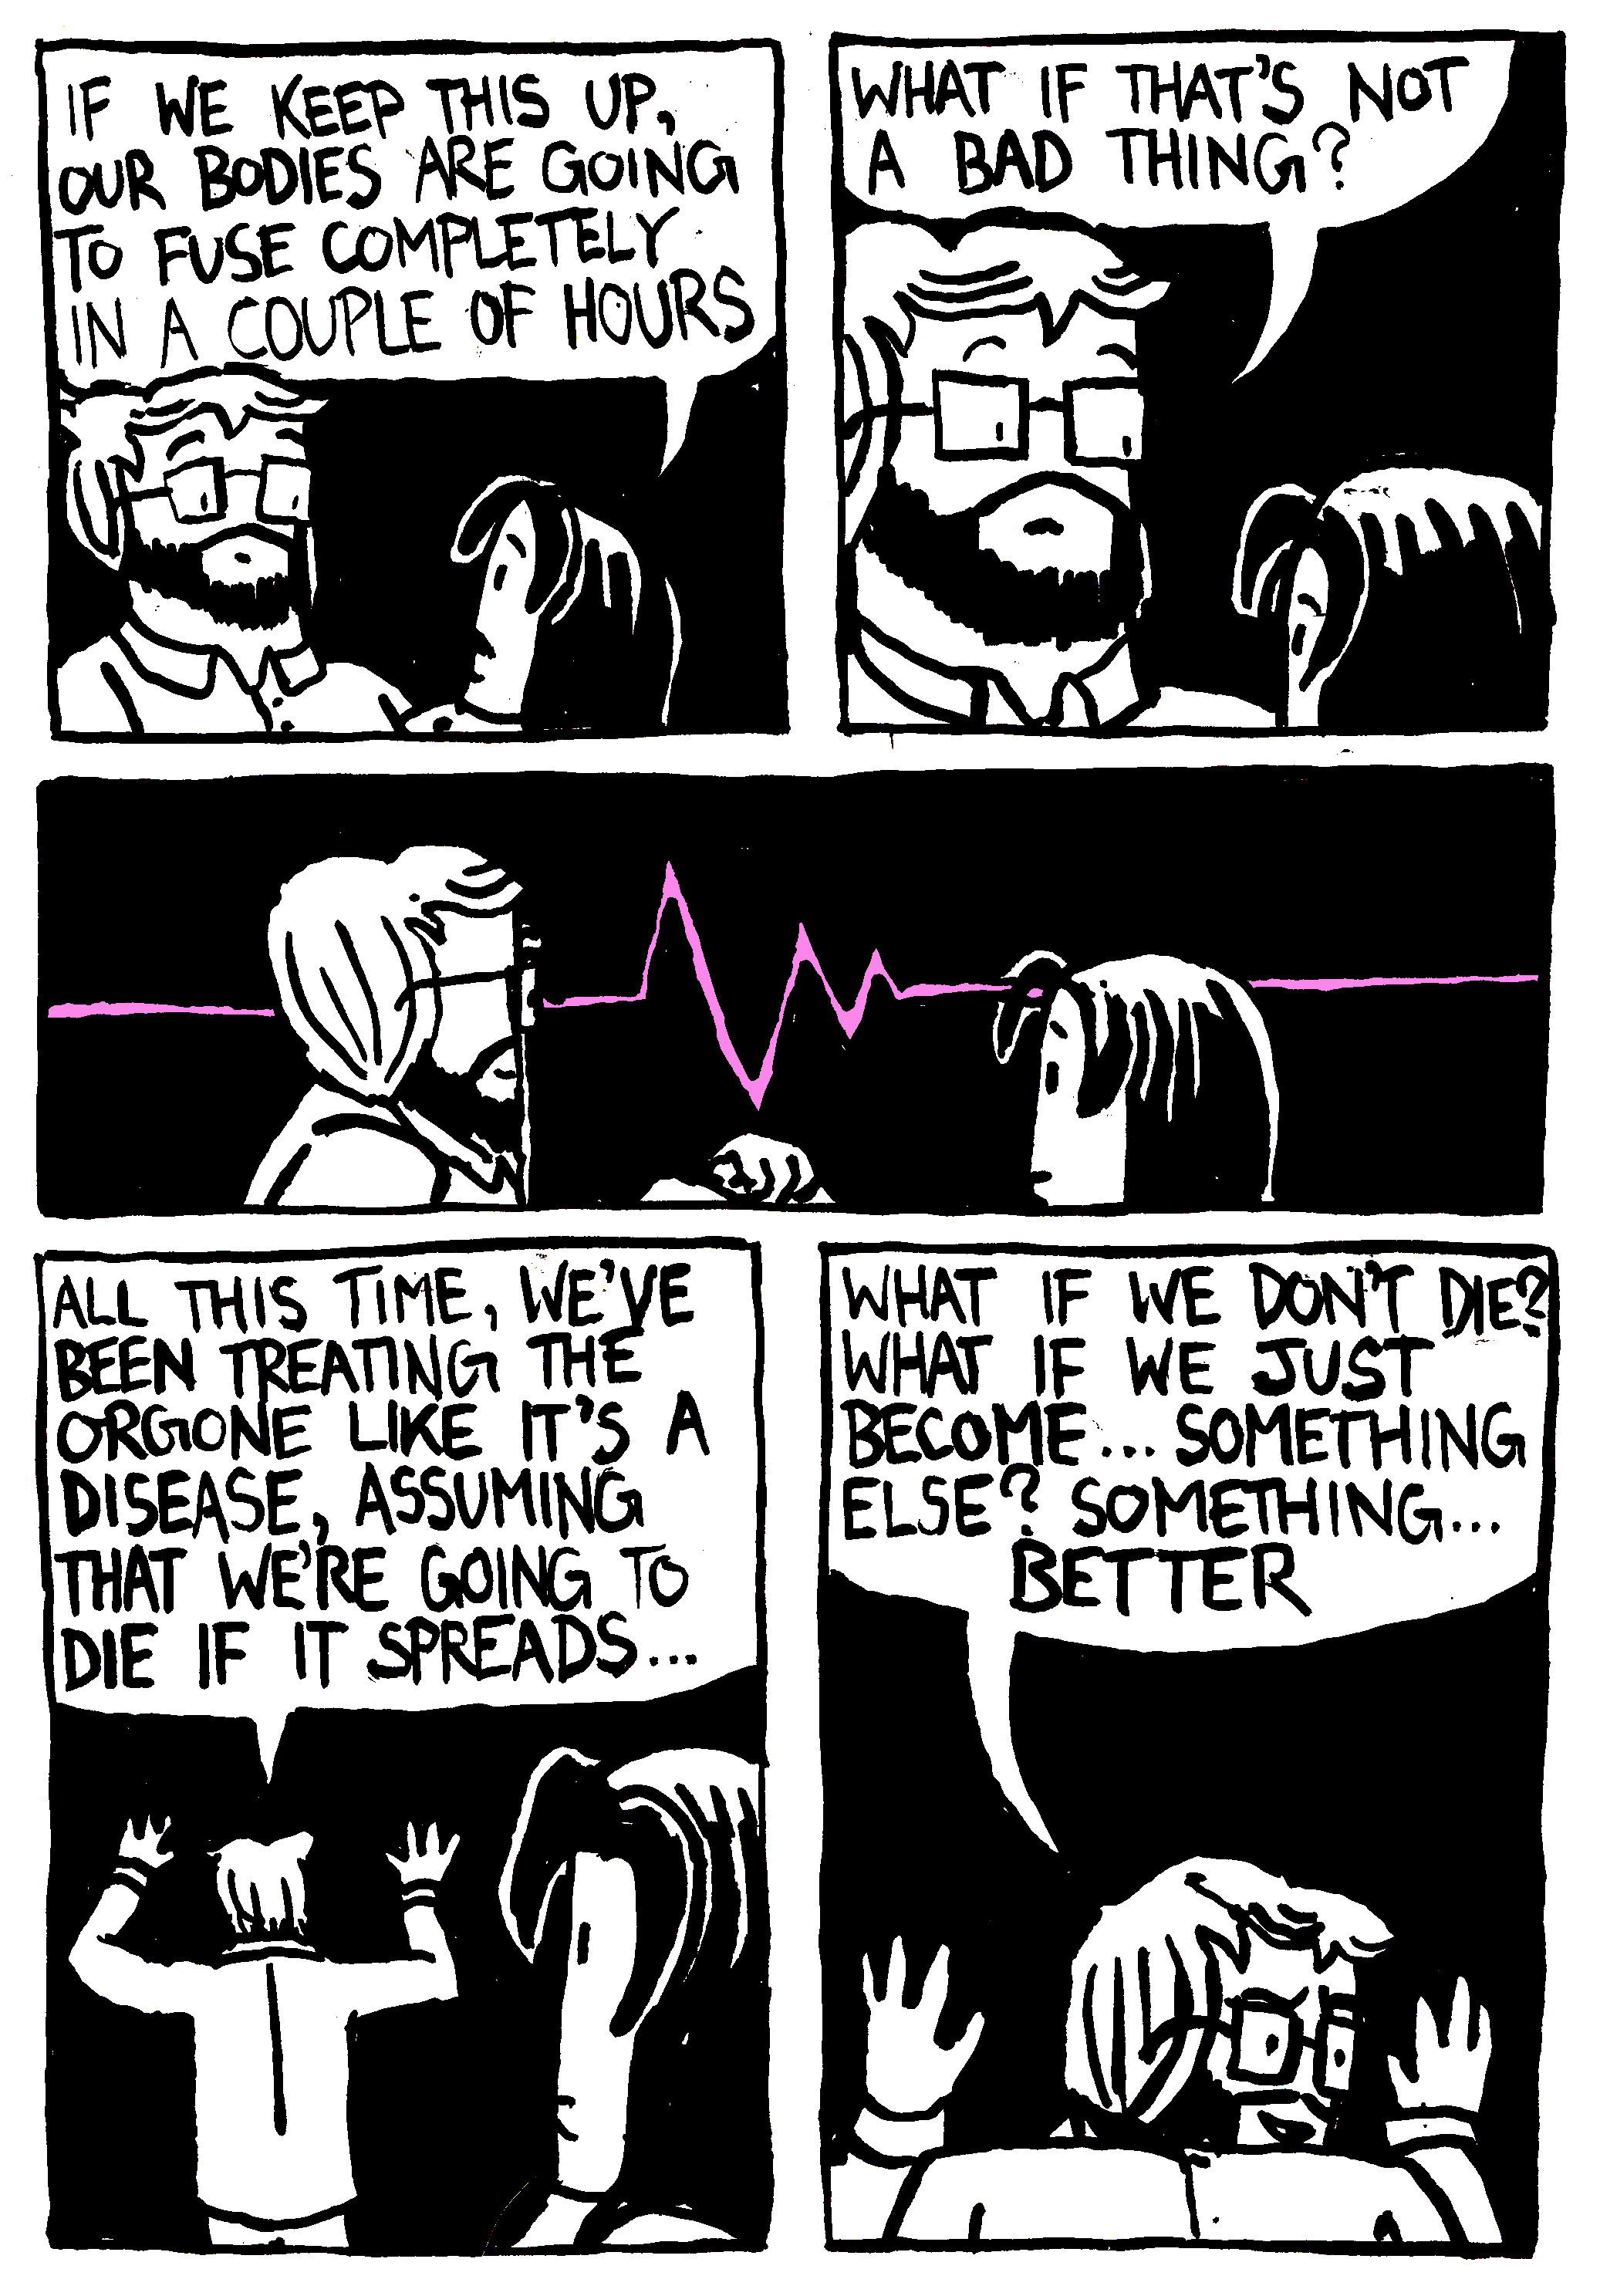 IF WE KEEP THIS UP,
OUR BODIES ARE GOING
TO FUSE COMPLETELY
IN A COUPLE OF HOURS
WHAT IF THAT'S NOT
A BAD THING?
ALL THIS TIME, WE'VE
BEEN TREATING THE
ORGONE LIKE IT'S A
DISEASE, ASSUMING
THAT WE'RE GOING TO
DIE IF IT SPREADS...
WHAT IF WE DON'T DIE?
WHAT IF WE JUST
BECOME... SOMETHING
ELSE? SOMETHING...
BETTER